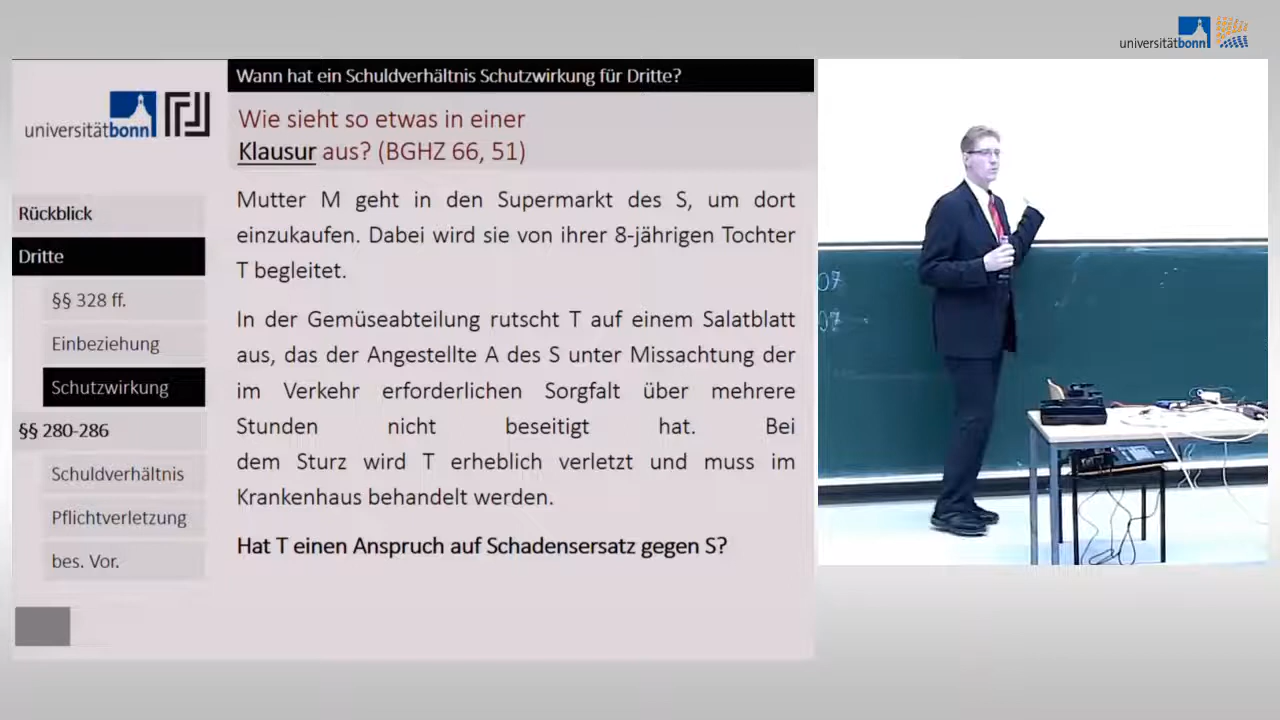 universitätbonn
Wann hat ein Schuldverhältnis Schutzwirkung für Dritte?
universitätbonn
Wie sieht so etwas in einer
Klausur aus? (BGHZ 66, 51)
Rückblick
Dritte
§§ 328 ff.
Einbeziehung
Schutzwirkung
§§ 280-286
Schuldverhältnis
Pflichtverletzung
bes. Vor.
Mutter M geht in den Supermarkt des S, um dort
einzukaufen. Dabei wird sie von ihrer 8-jährigen Tochter
T begleitet.
In der Gemüseabteilung rutscht T auf einem Salatblatt
aus, das der Angestellte A des S unter Missachtung der
im Verkehr erforderlichen Sorgfalt über mehrere
Stunden nicht beseitigt hat. Bei
dem Sturz wird T erheblich verletzt und muss im
Krankenhaus behandelt werden.
Hat T einen Anspruch auf Schadensersatz gegen S?